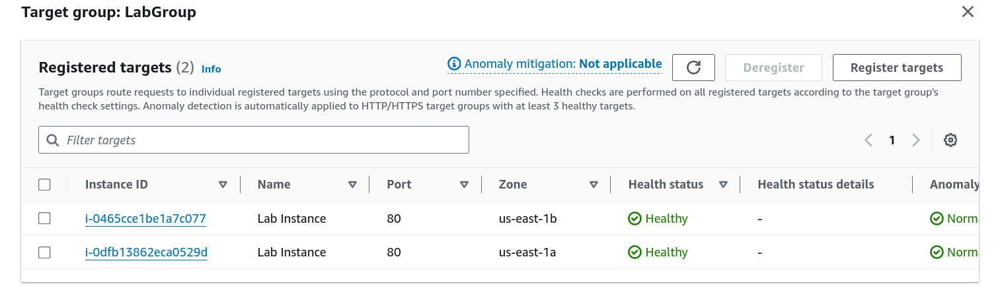 Target group: LabGroup
Registered targets (2) Info
Anomaly mitigation: Not applicable
Deregister
Register targets
Target groups route requests to individual registered targets using the protocol and port number specified. Health checks are performed on all registered targets according to the target group's
health check settings. Anomaly detection is automatically applied to HTTP/HTTPS target groups with at least 3 healthy targets.
Filter targets
1
Instance ID Name Port Zone Health status Health status details Anomaly
i-0465cce1be1a7c077 Lab Instance 80 us-east-1b Healthy -
i-0dfb13862eca0529d Lab Instance 80 us-east-1a Healthy -